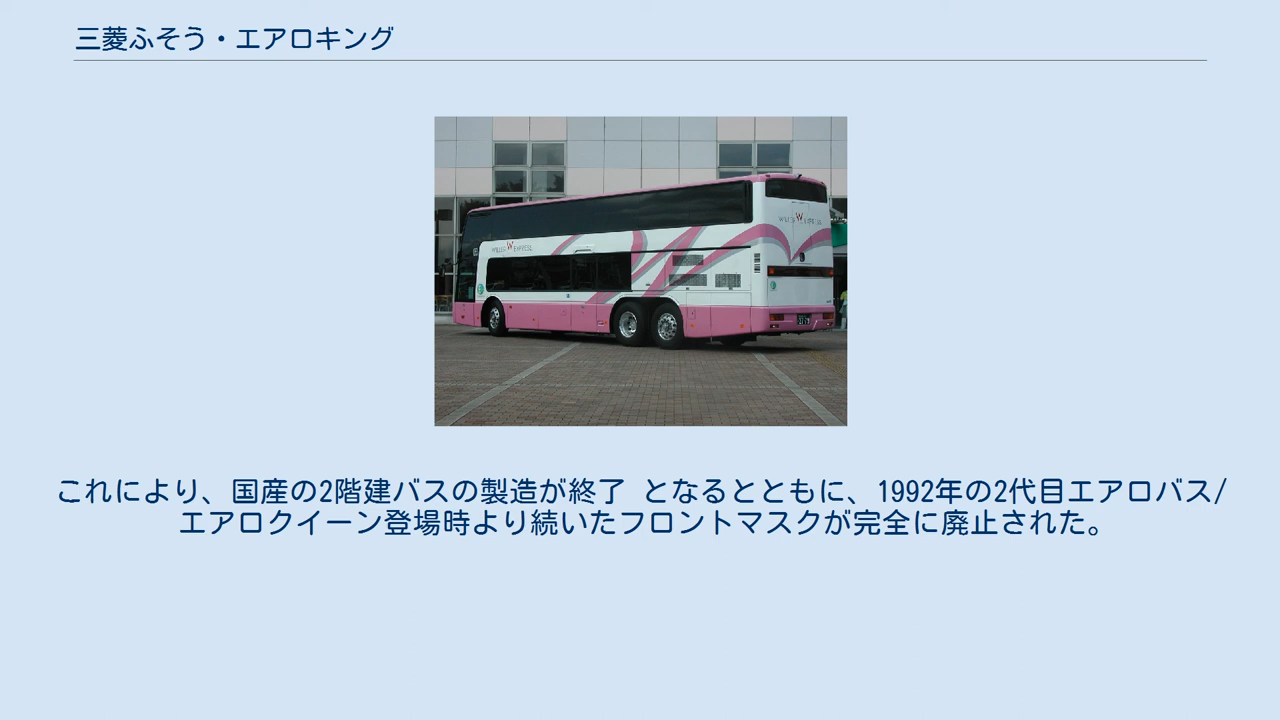 三菱ふそう・エアロキング
WILLER EXPRESS
WILLER EXPRESS
これにより、国産の2階建バスの製造が終了 となるとともに、1992年の2代目エアロバス/
エアロクイーン登場時より続いたフロントマスクが完全に廃止された。